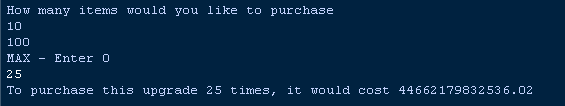 How many items would you like to purchase
10
100
MAX - Enter 0
25
To purchase this upgrade 25 times, it would cost 44662179832536.02